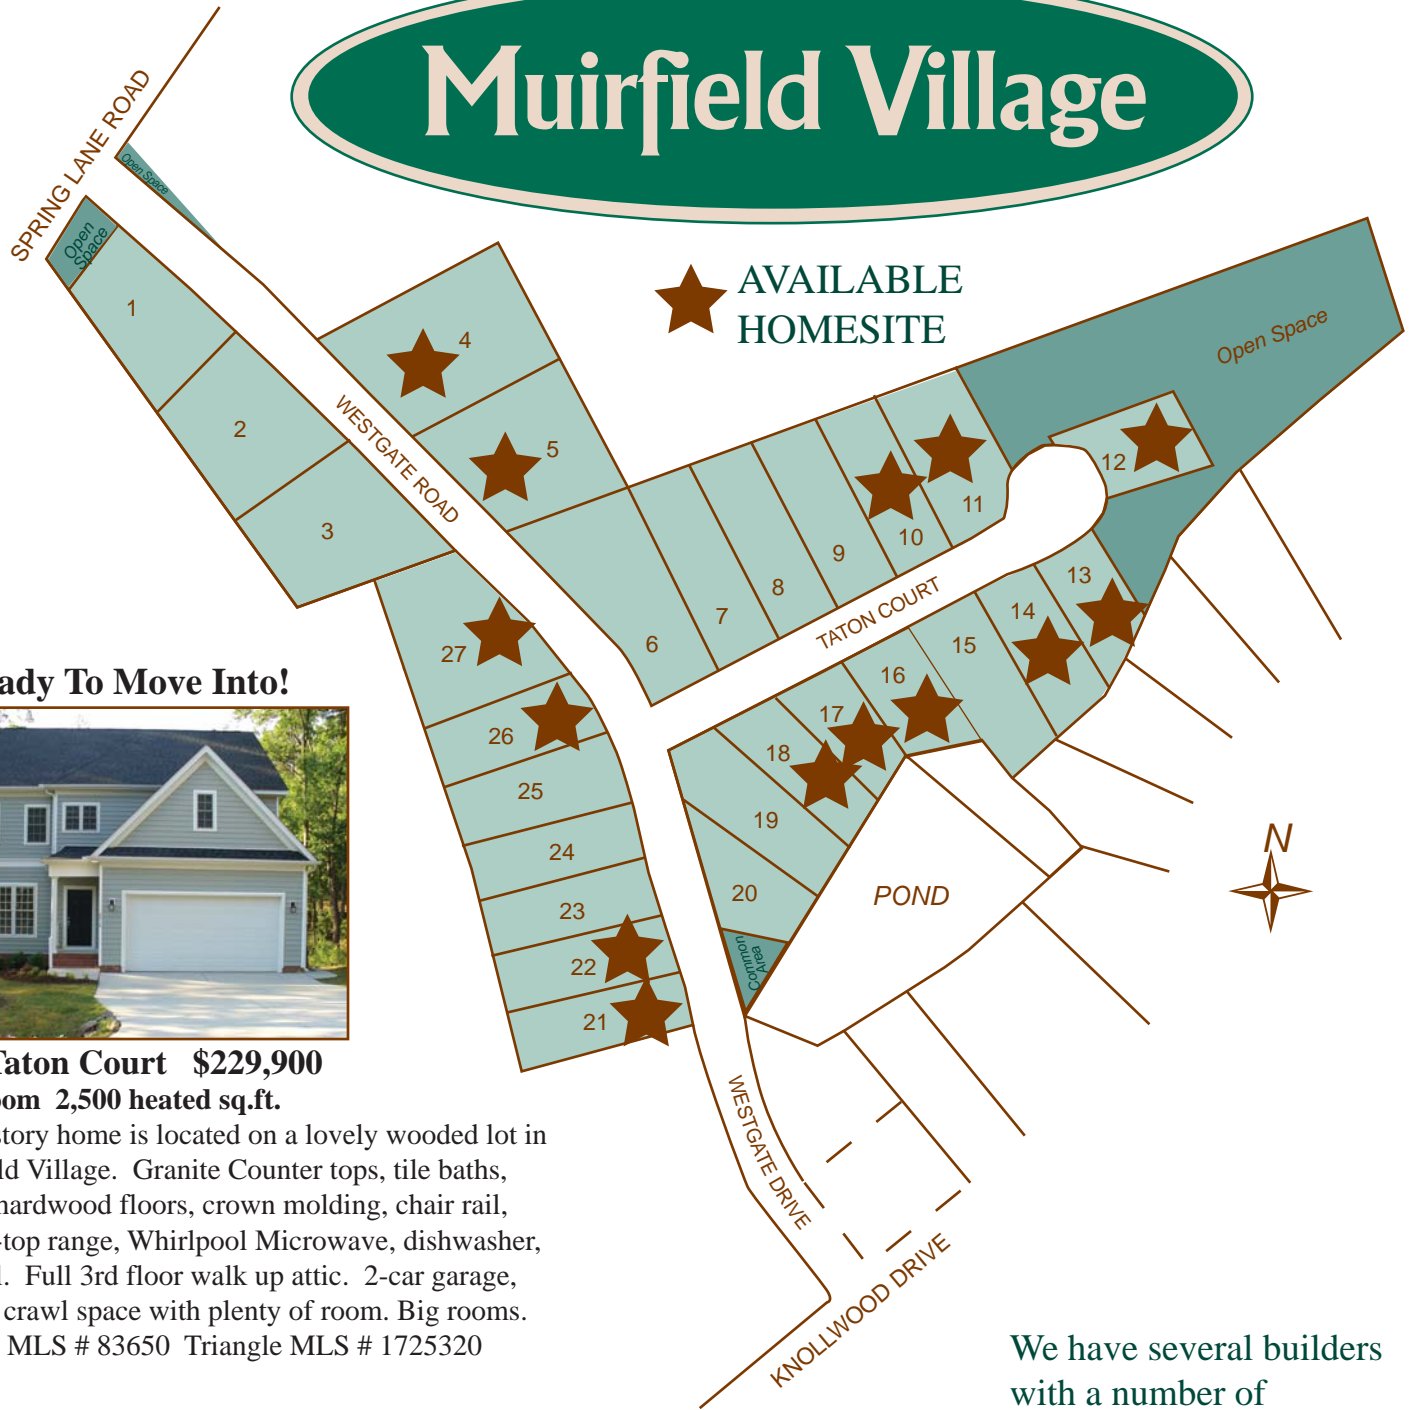 Muirfield Village
SPRING LANE ROAD
Open Space
Open
Space
AVAILABLE
HOMESITE
Open Space
1
2
3
4
5
WESTGATE ROAD
6
7
8
9
10
11
12
TATON COURT
13
14
15
16
17
18
19
20
Common
Area
POND
N
27
26
25
24
23
22
21
WESTGATE DRIVE
KNOLLWOOD DRIVE
ady To Move Into!
Taton Court $229,900
oom 2,500 heated sq.ft.
story home is located on a lovely wooded lot in
ld Village. Granite Counter tops, tile baths,
hardwood floors, crown molding, chair rail,
-top range, Whirlpool Microwave, dishwasher,
l. Full 3rd floor walk up attic. 2-car garage,
crawl space with plenty of room. Big rooms.
MLS # 83650 Triangle MLS # 1725320
We have several builders
with a number of